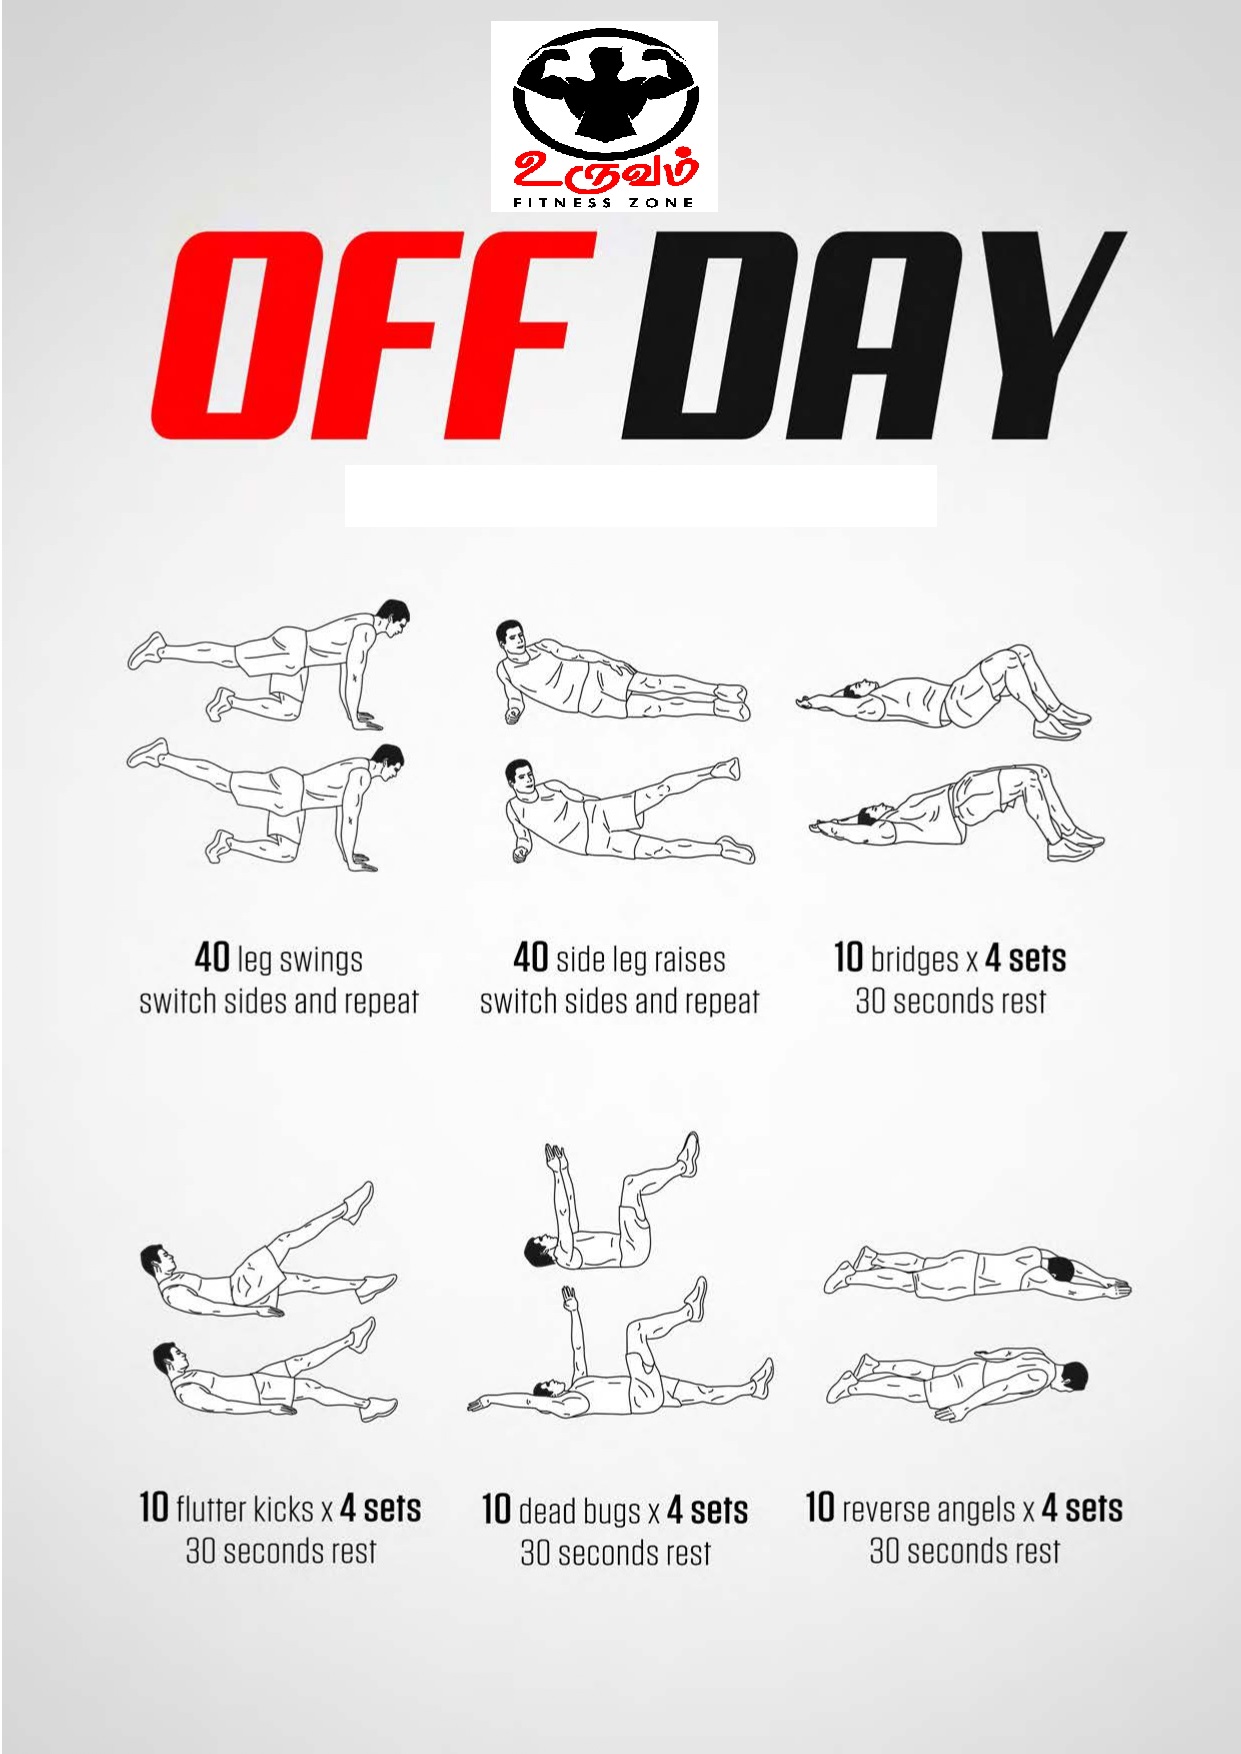 உருவம்
FITNESS ZONE
OFF DAY
40 leg swings
switch sides and repeat
40 side leg raises
switch sides and repeat
10 bridges x 4 sets
30 seconds rest
10 flutter kicks x 4 sets
30 seconds rest
10 dead bugs x 4 sets
30 seconds rest
10 reverse angels x 4 sets
30 seconds rest